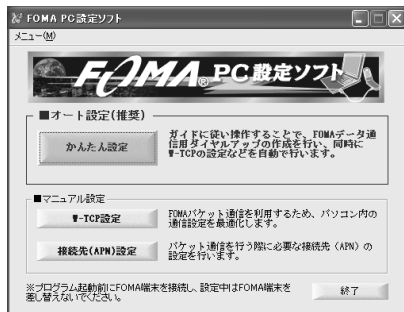 FOMA PC設定ソフト
メニュー(M)
FOMA® PC設定ソフト
■オート設定(推奨)
かんたん設定
ガイドに従い操作することで、FOMAデータ通
信用ダイヤルアップの作成を行い、同時に
W-TCPの設定などを自動で行います。
■マニュアル設定
W-TCP設定
FOMAパケット通信を利用するため、パソコン内の
通信設定を最適化します。
接続先(APN)設定
パケット通信を行う際に必要な接続先(APN)の
設定を行います。
※プログラム起動前にFOMA端末を接続し、設定中はFOMA端末を
差し替えないでください。
終了